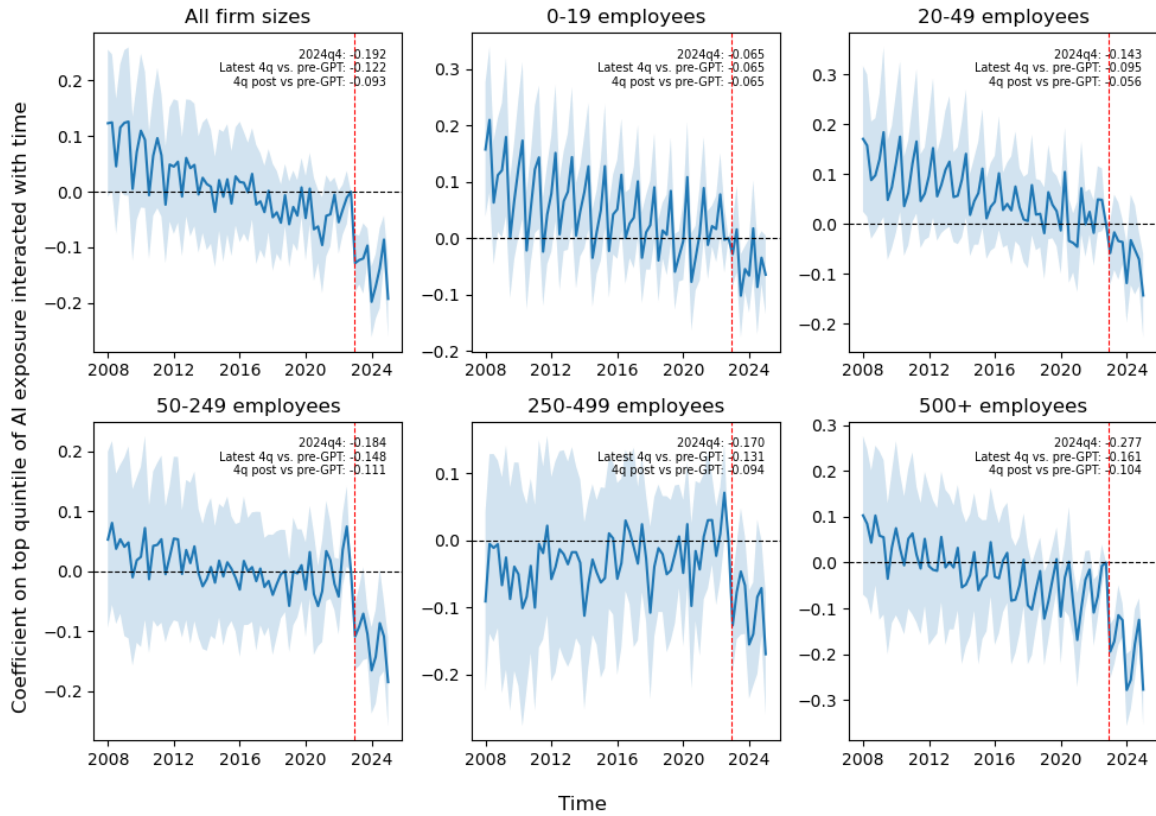 Coefficient on top quintile of AI exposure interacted with time
All firm sizes
2024q4: -0.192
Latest 4q vs. pre-GPT: -0.122
4q post vs pre-GPT: -0.093
0.2
0.1
0.0
−0.1
−0.2
2008 2012 2016 2020 2024
0-19 employees
2024q4: -0.065
Latest 4q vs. pre-GPT: -0.065
4q post vs pre-GPT: -0.065
0.3
0.2
0.1
0.0
−0.1
−0.2
2008 2012 2016 2020 2024
20-49 employees
2024q4: -0.143
Latest 4q vs. pre-GPT: -0.095
4q post vs pre-GPT: -0.056
0.3
0.2
0.1
0.0
−0.1
−0.2
2008 2012 2016 2020 2024
50-249 employees
2024q4: -0.184
Latest 4q vs. pre-GPT: -0.148
4q post vs pre-GPT: -0.111
0.2
0.1
0.0
−0.1
−0.2
2008 2012 2016 2020 2024
250-499 employees
2024q4: -0.170
Latest 4q vs. pre-GPT: -0.131
4q post vs pre-GPT: -0.094
0.1
0.0
−0.1
−0.2
2008 2012 2016 2020 2024
500+ employees
2024q4: -0.277
Latest 4q vs. pre-GPT: -0.161
4q post vs pre-GPT: -0.104
0.3
0.2
0.1
0.0
−0.1
−0.2
−0.3
2008 2012 2016 2020 2024
Time